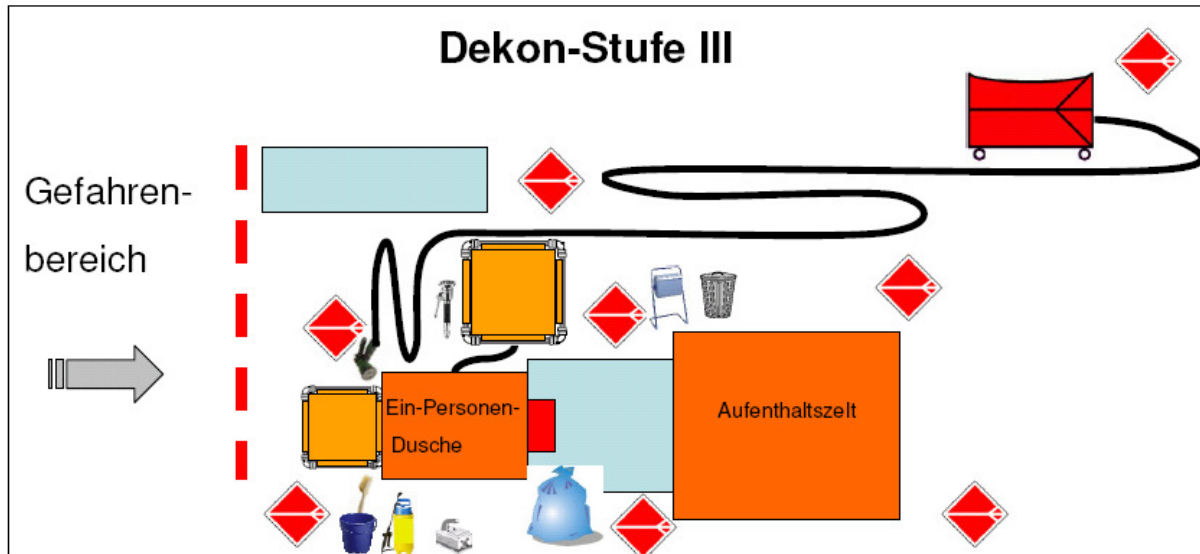 Dekon-Stufe III
Gefahren-
bereich
Ein-Personen-
Dusche
Aufenthaltszelt